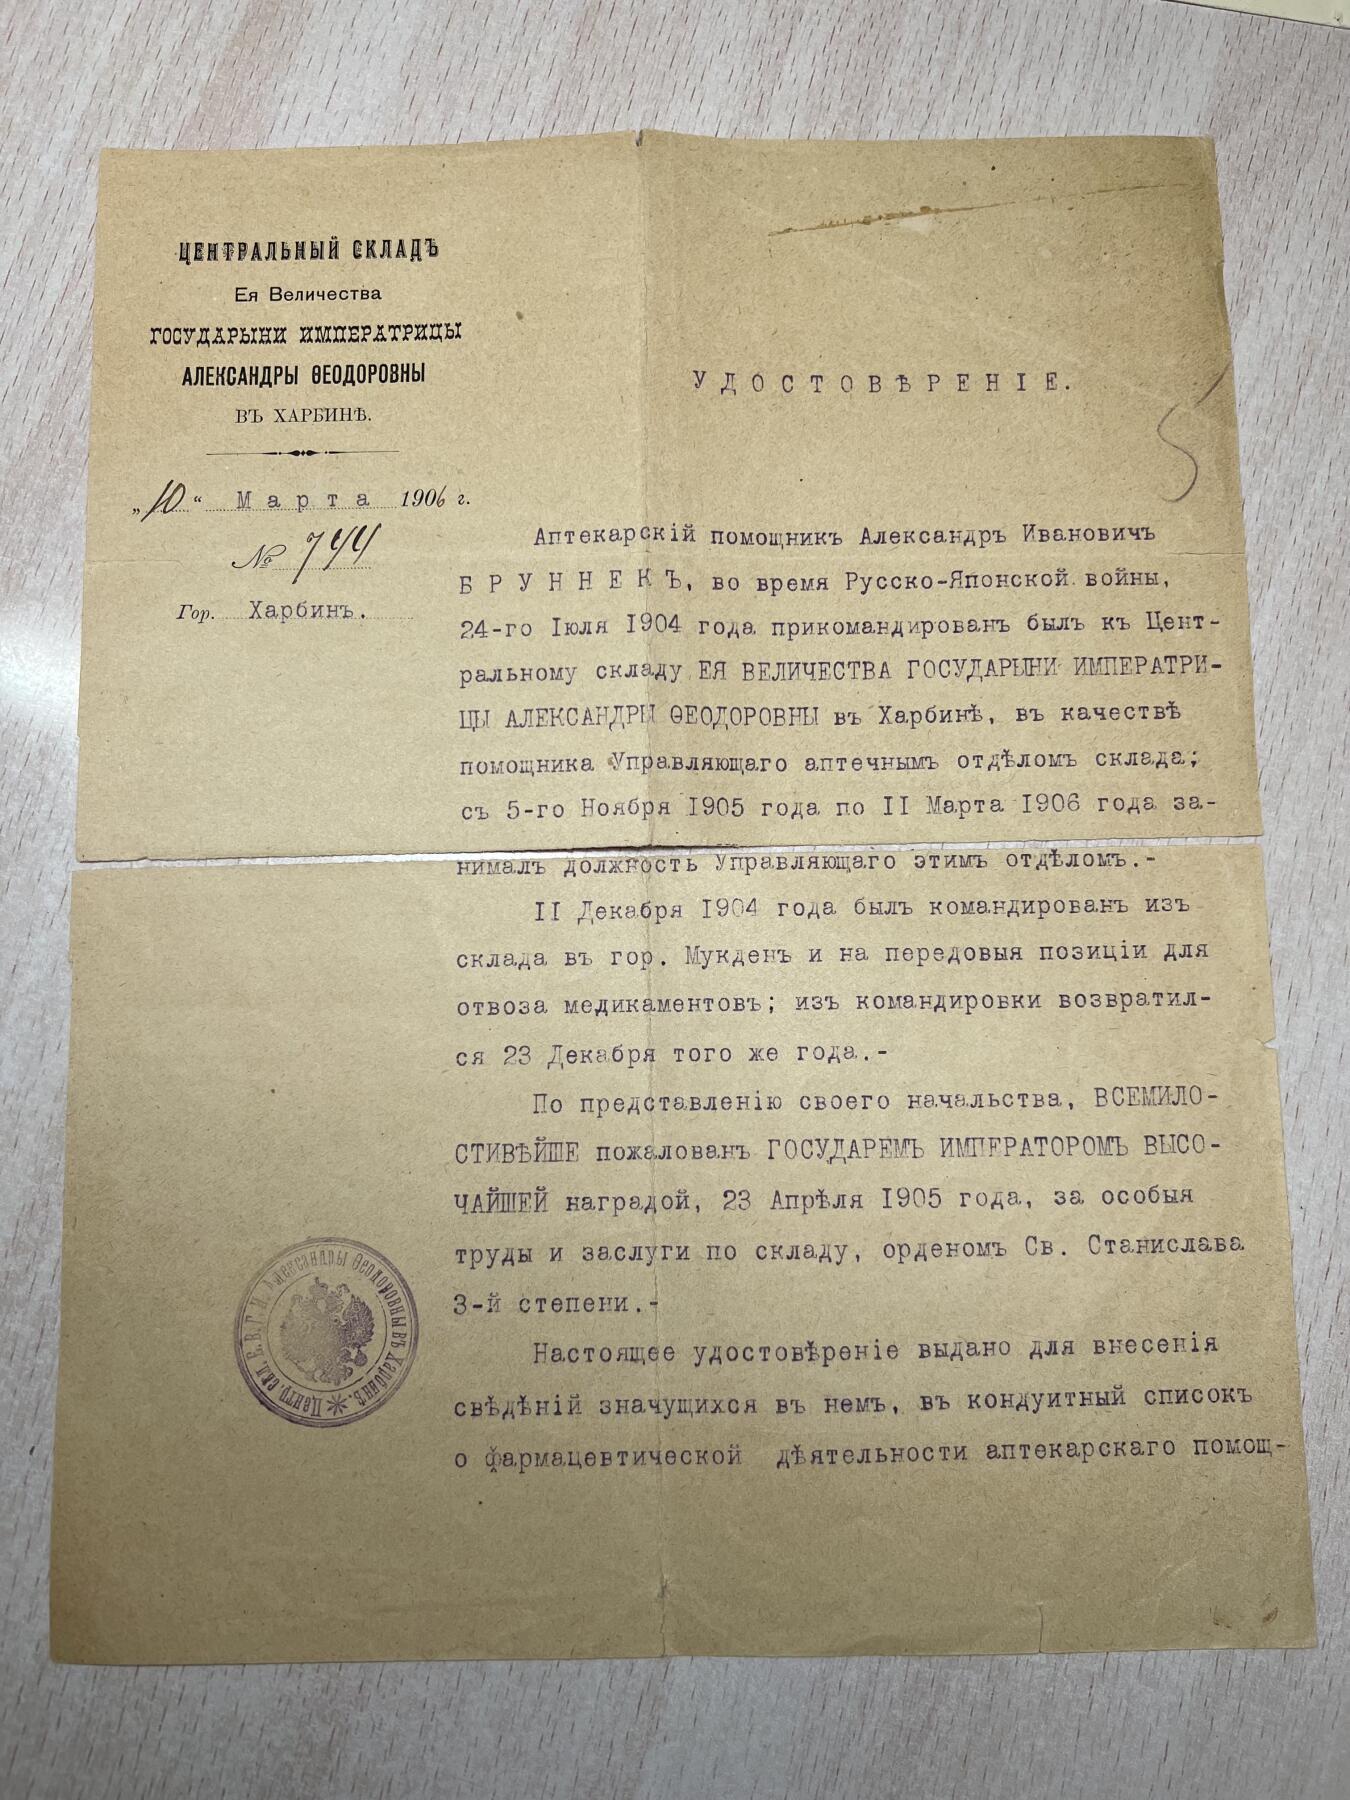 ЦЕНТРАЛЬНЫЙ СКЛАДЪ
Ея Величества
ГОСУДАРЫНИ ИМПЕРАТРИЦЫ
АЛЕКСАНДРЫ ѲЕОДОРОВНЫ
ВЪ ХАРБИНѢ.
„10“ Марта 1906 г.
№ 744
Гор. Харбинъ.
УДОСТОВѢРЕНІЕ.
Аптекарскій помощникъ Александръ Ивановичъ
БРУННЕКЪ, во время Русско-Японской войны,
24-го Іюля 1904 года прикомандированъ былъ къ Цент-
ральному складу ЕЯ ВЕЛИЧЕСТВА ГОСУДАРЫНИ ИМПЕРАТРИ-
ЦЫ АЛЕКСАНДРЫ ѲЕОДОРОВНЫ въ Харбинѣ, въ качествѣ
помощника Управляющаго аптечнымъ отдѣломъ склада;
съ 5-го Ноября 1905 года по II Марта 1906 года за-
нималъ должность Управляющаго этимъ отдѣломъ.-
II Декабря 1904 года былъ командированъ изъ
склада въ гор. Мукденъ и на передовыя позиціи для
отвоза медикаментовъ; изъ командировки возвратил-
ся 23 Декабря того же года.-
По представленію своего начальства, ВСЕМИЛО-
СТИВѢЙШЕ пожалованъ ГОСУДАРЕМЪ ИМПЕРАТОРОМЪ ВЫСО-
ЧАЙШЕЙ наградой, 23 Апрѣля 1905 года, за особыя
труды и заслуги по складу, орденомъ Св. Станислава
3-й степени.-
Настоящее удостовѣреніе выдано для внесенія
свѣдѣній значущихся въ немъ, въ кондуитный списокъ
о фармацевтической дѣятельности аптекарскаго помощ-
Центр. скл. Е. В. Г. И. Александры Ѳеодоровны въ Харбинѣ.